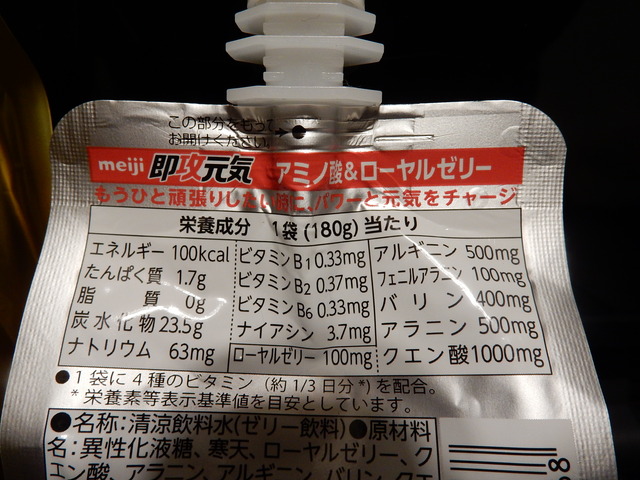 この部分をもって
お開けください
meiji 即攻元気 アミノ酸&ローヤルゼリー
もうひと頑張りしたい時に、パワーと元気をチャージ
栄養成分 1袋(180g)当たり
エネルギー 100kcal
たんぱく質 1.7g
脂質 0g
炭水化物 23.5g
ナトリウム 63mg
ビタミンB1 0.33mg
ビタミンB2 0.37mg
ビタミンB6 0.33mg
ナイアシン 3.7mg
ローヤルゼリー 100mg
アルギニン 500mg
フェニルアラニン 100mg
バリン 400mg
アラニン 500mg
クエン酸 1000mg
●1袋に4種のビタミン(約1/3日分*)を配合。
*栄養素等表示基準値を目安としています。
●名称:清涼飲料水(ゼリー飲料)●原材料
名:異性化液糖、寒天、ローヤルゼリー、ク
エン酸、アラニン、アルギニン、バリン、クエ